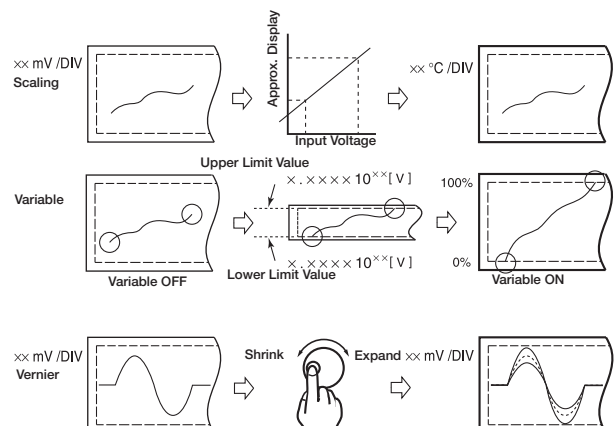 ×× mV /DIV
Scaling
Approx. Display
Input Voltage
×× °C /DIV
Variable
Variable OFF
Upper Limit Value
×.×××× 10×× [ V ]
Lower Limit Value
×.×××× 10×× [ V ]
100%
0%
Variable ON
×× mV /DIV
Vernier
Shrink
Expand
×× mV /DIV